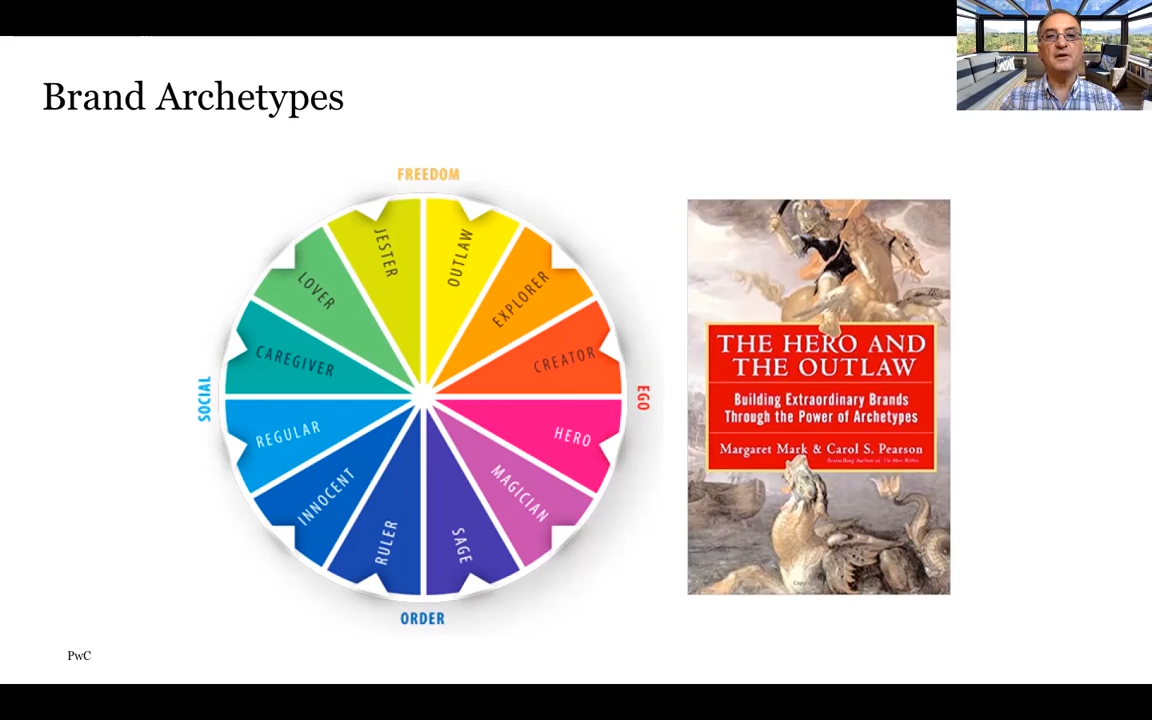 Brand Archetypes
FREEDOM
JESTER
OUTLAW
LOVER
EXPLORER
CAREGIVER
CREATOR
SOCIAL
EGO
REGULAR
HERO
INNOCENT
MAGICIAN
RULER
SAGE
ORDER
THE HERO AND
THE OUTLAW
Building Extraordinary Brands
Through the Power of Archetypes
Margaret Mark & Carol S. Pearson
PwC